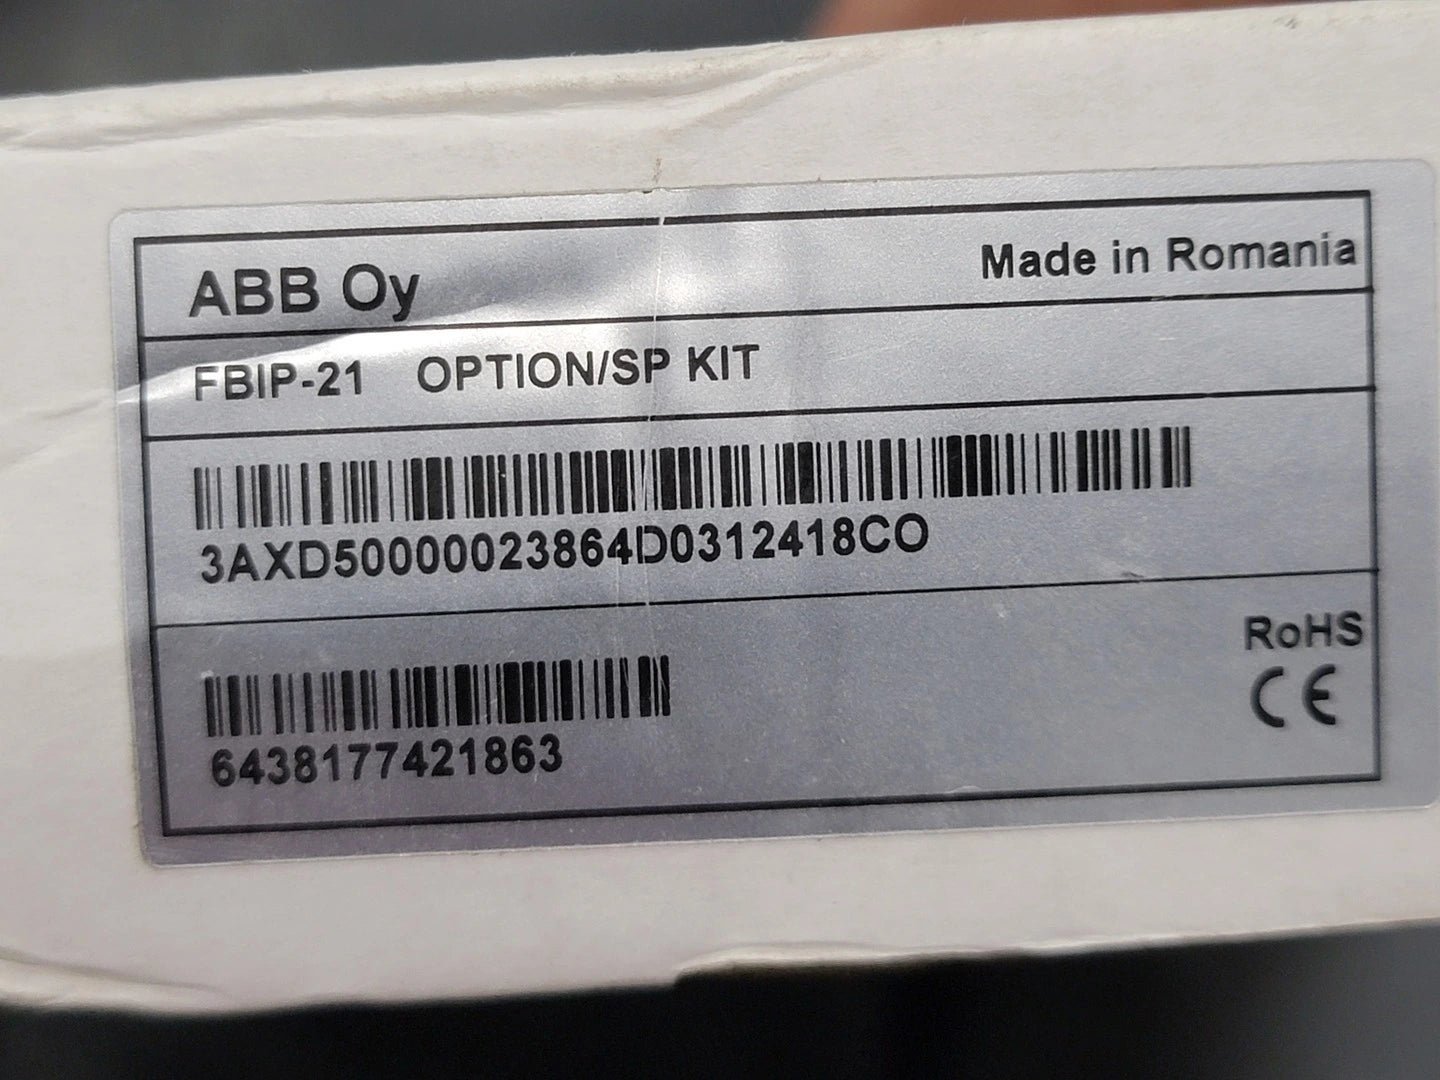 ABB Oy
Made in Romania
FBIP-21 OPTION/SP KIT
3AXD50000023864D0312418CO
RoHS
CE
6438177421863